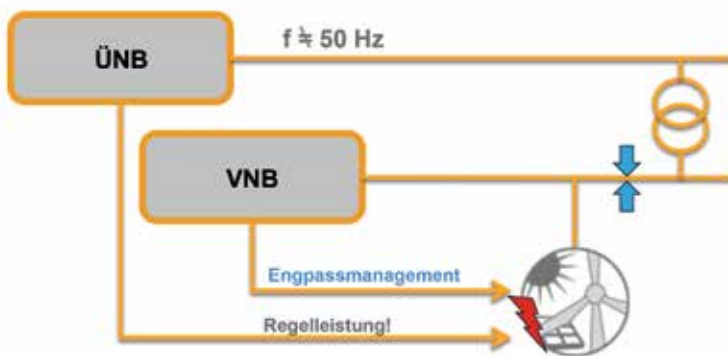 ÜNB
f ≒ 50 Hz
VNB
Engpassmanagement
Regelleistung!